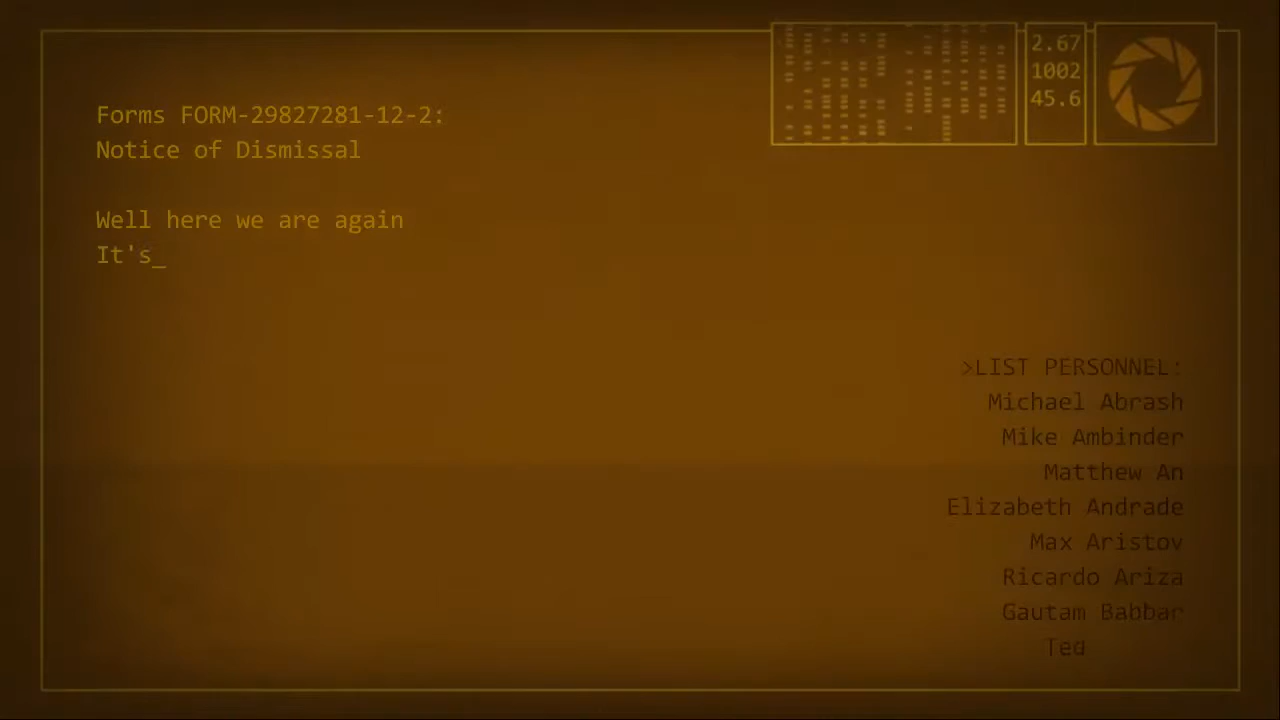 2.67
1002
45.6
Forms FORM-29827281-12-2:
Notice of Dismissal
Well here we are again
It's_
>LIST PERSONNEL:
Michael Abrash
Mike Ambinder
Matthew An
Elizabeth Andrade
Max Aristov
Ricardo Ariza
Gautam Babbar
Ted